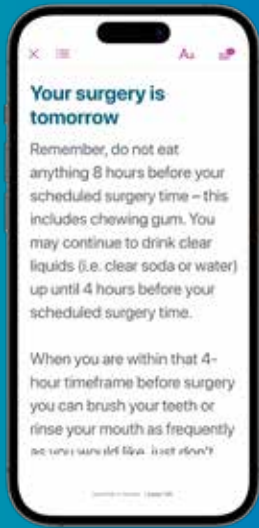 Aa
Your surgery is
tomorrow
Remember, do not eat
anything 8 hours before your
scheduled surgery time – this
includes chewing gum. You
may continue to drink clear
liquids (i.e. clear soda or water)
up until 4 hours before your
scheduled surgery time.
When you are within that 4-
hour timeframe before surgery
you can brush your teeth or
rinse your mouth as frequently
as you would like, just don't